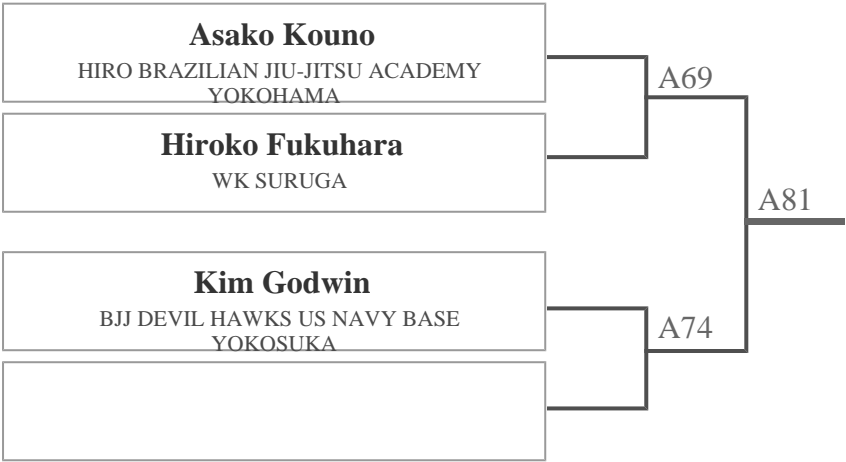 Asako Kouno
HIRO BRAZILIAN JIU-JITSU ACADEMY
YOKOHAMA
A69
Hiroko Fukuhara
WK SURUGA
A81
Kim Godwin
BJJ DEVIL HAWKS US NAVY BASE
YOKOSUKA
A74